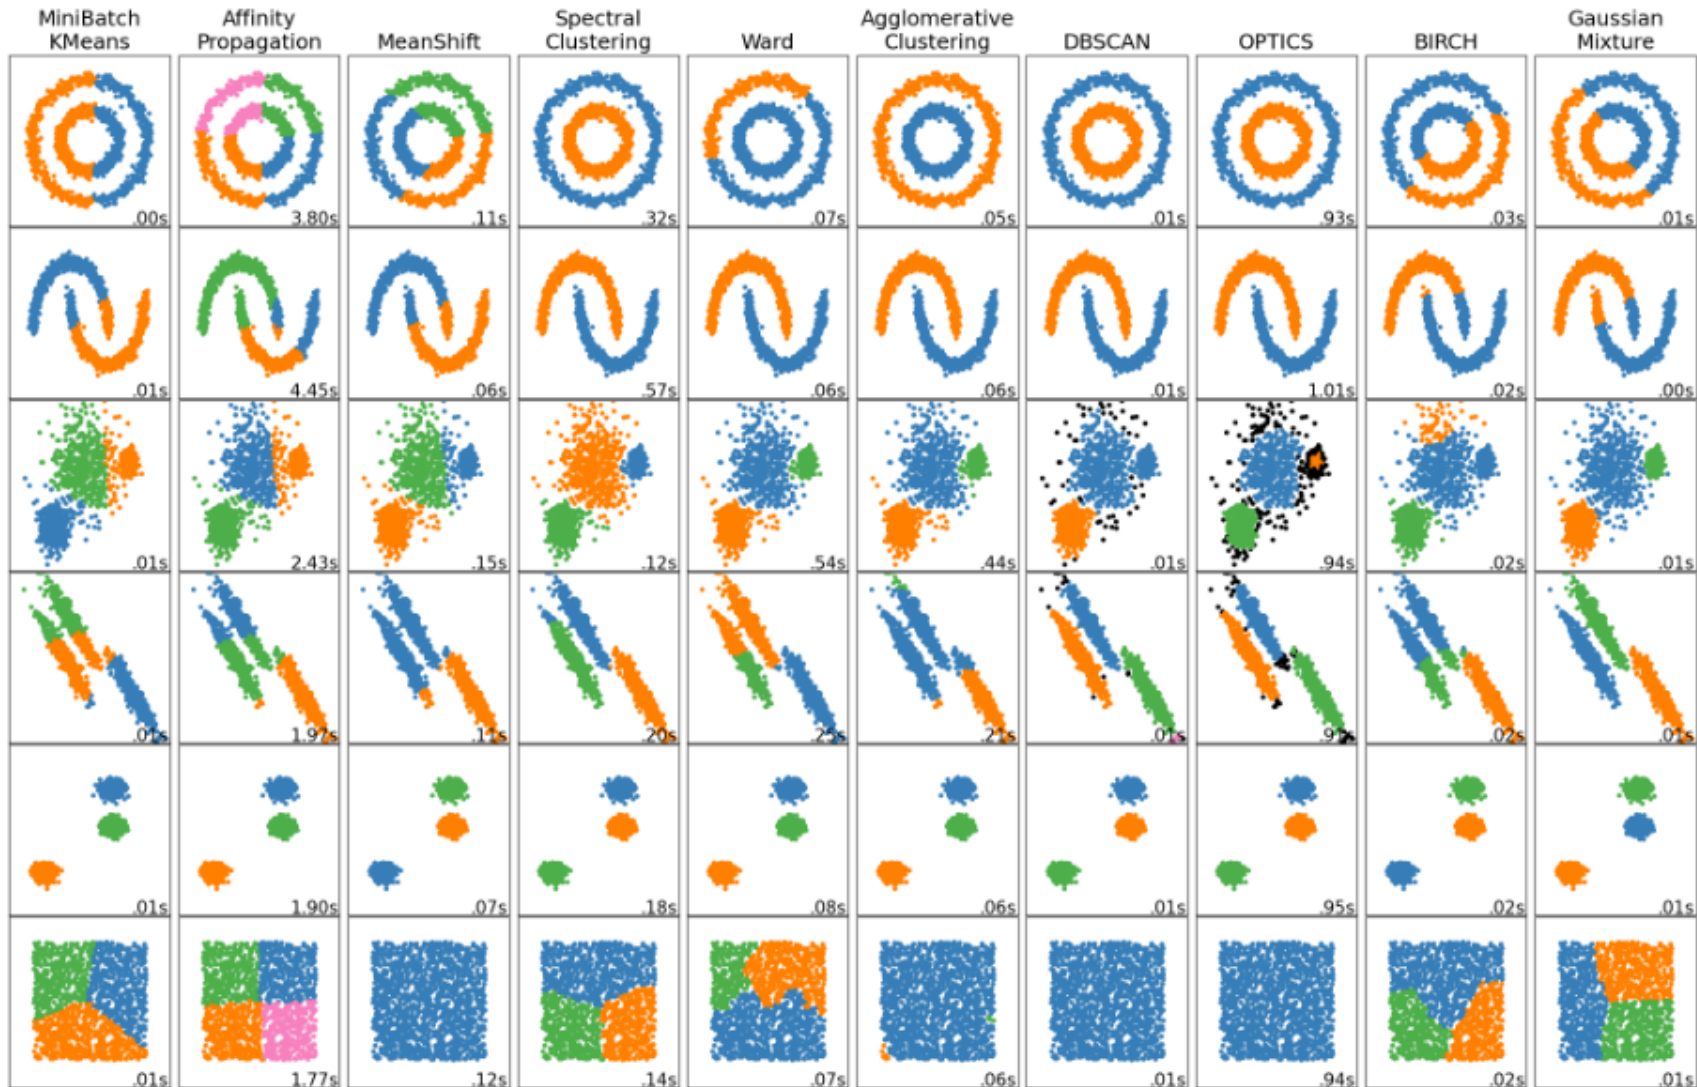 MiniBatch
KMeans
Affinity
Propagation
MeanShift
Spectral
Clustering
Ward
Agglomerative
Clustering
DBSCAN
OPTICS
BIRCH
Gaussian
Mixture
.00s
3.80s
.11s
.32s
.07s
.05s
.01s
.93s
.03s
.01s
.01s
4.45s
.06s
.57s
.06s
.06s
.01s
1.01s
.02s
.00s
.01s
2.43s
.15s
.12s
.54s
.44s
.01s
.94s
.02s
.01s
.01s
1.97s
.11s
.20s
.25s
.02s
.01s
.01s
1.90s
.07s
.18s
.08s
.06s
.01s
.95s
.02s
.01s
.01s
1.77s
.12s
.14s
.07s
.06s
.01s
.94s
.02s
.01s